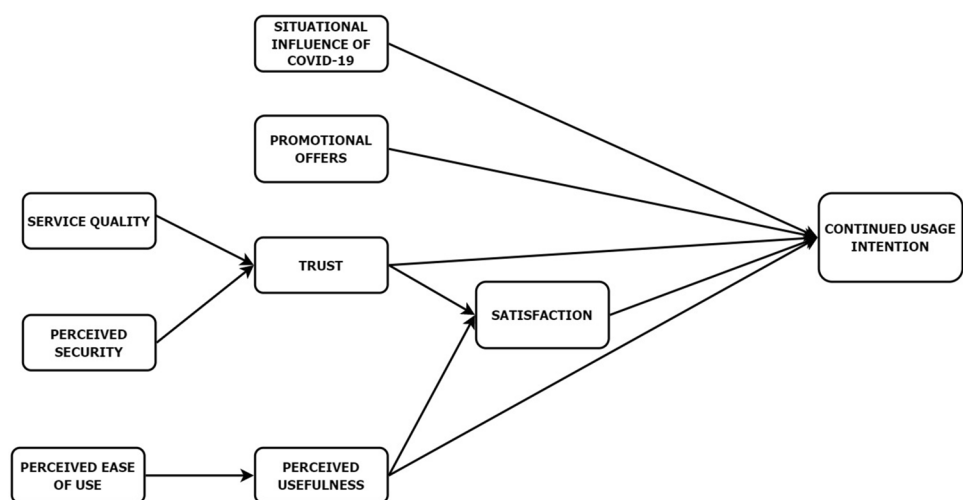 SITUATIONAL
INFLUENCE OF
COVID-19
PROMOTIONAL
OFFERS
SERVICE QUALITY
TRUST
CONTINUED USAGE
INTENTION
SATISFACTION
PERCEIVED
SECURITY
PERCEIVED EASE
OF USE
PERCEIVED
USEFULNESS